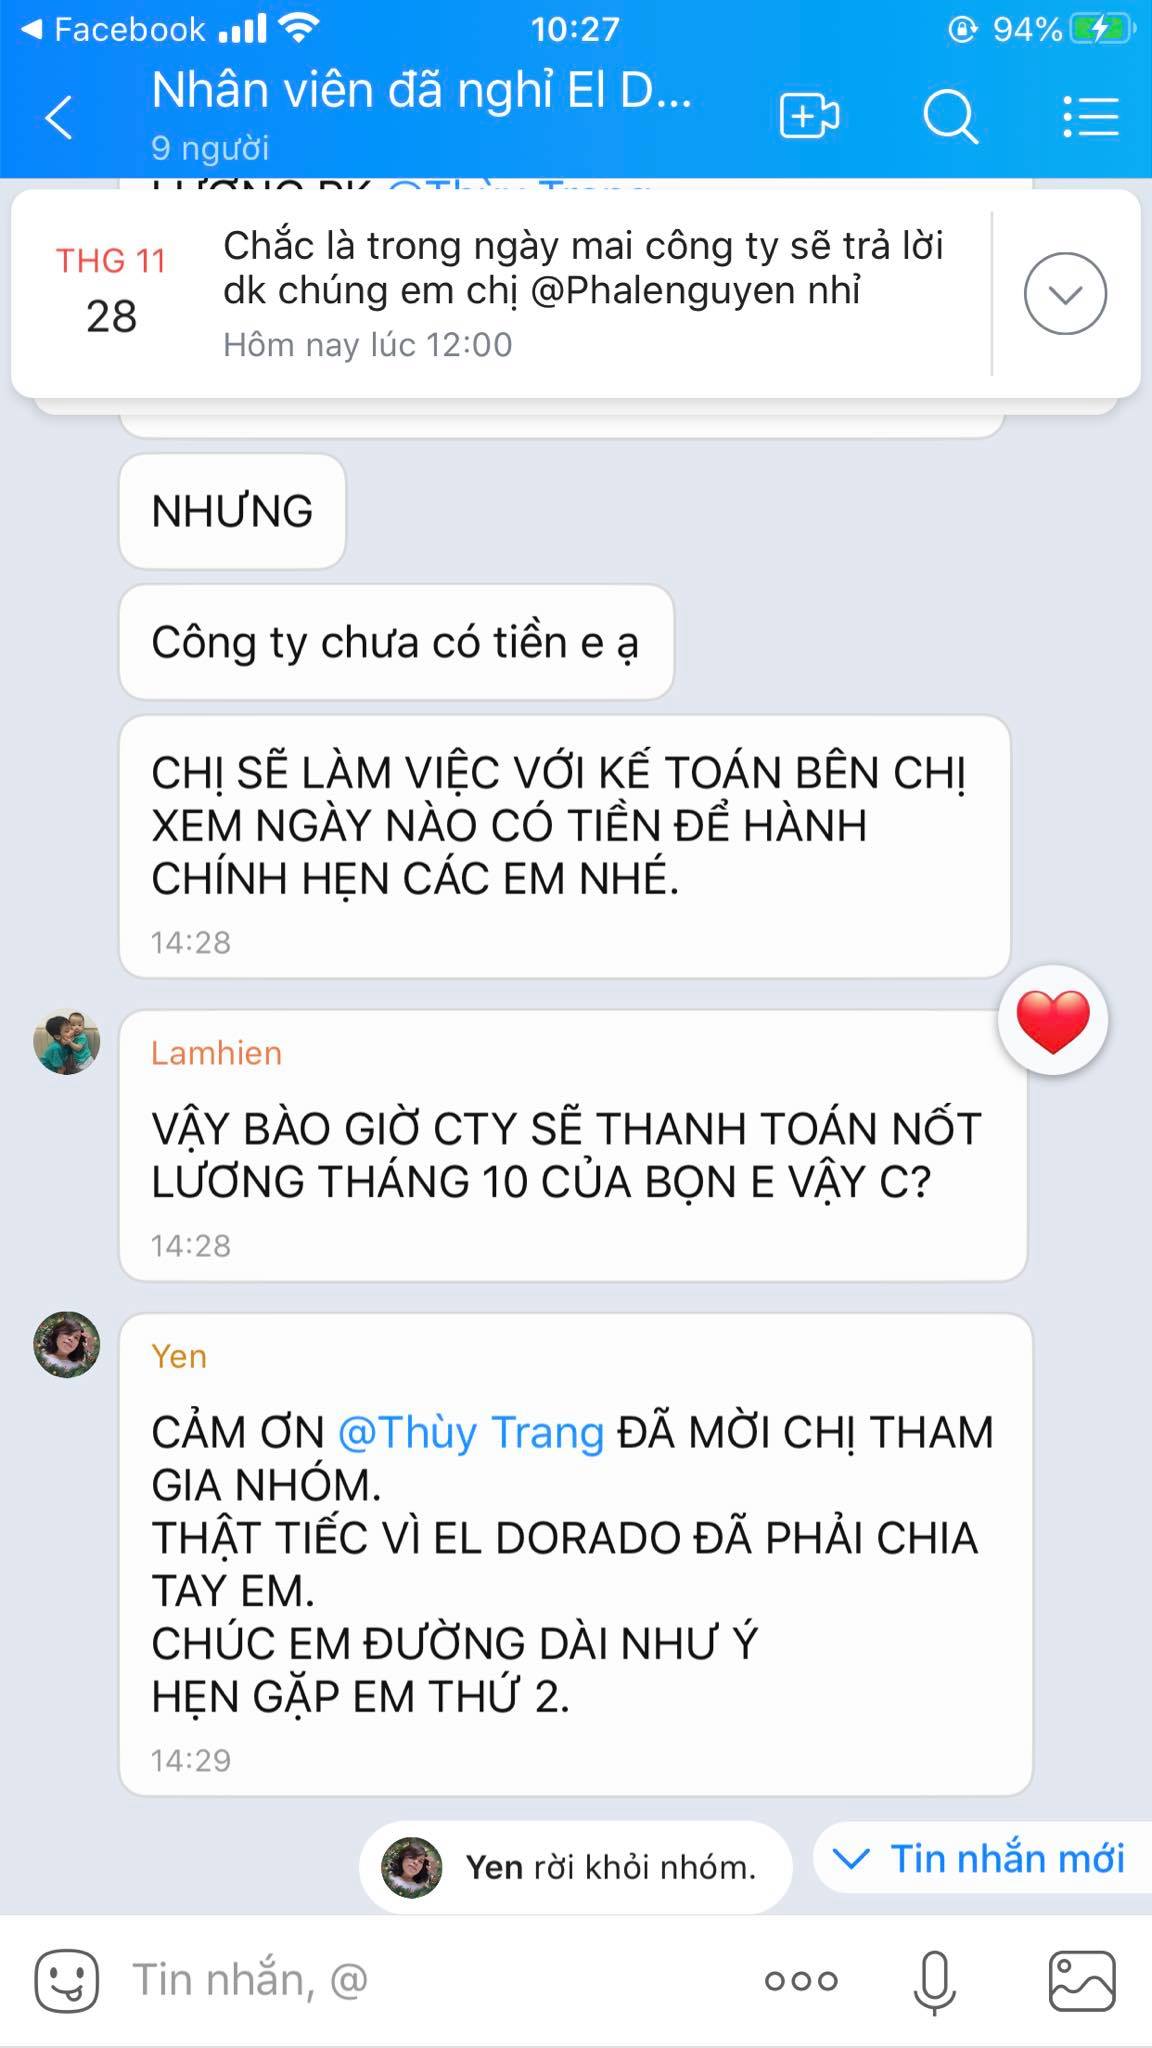 Facebook
10:27
94%
Nhân viên đã nghỉ El D...
9 người
LƯƠNG BK @Thùy Trang
THG 11
28
Chắc là trong ngày mai công ty sẽ trả lời
dk chúng em chị @Phalenguyen nhỉ
Hôm nay lúc 12:00
NHƯNG
Công ty chưa có tiền e ạ
CHỊ SẼ LÀM VIỆC VỚI KẾ TOÁN BÊN CHỊ
XEM NGÀY NÀO CÓ TIỀN ĐỂ HÀNH
CHÍNH HẸN CÁC EM NHÉ.
14:28
Lamhien
VẬY BÀO GIỜ CTY SẼ THANH TOÁN NỐT
LƯƠNG THÁNG 10 CỦA BỌN E VẬY C?
14:28
Yen
CẢM ƠN @Thùy Trang ĐÃ MỜI CHỊ THAM
GIA NHÓM.
THẬT TIẾC VÌ EL DORADO ĐÃ PHẢI CHIA
TAY EM.
CHÚC EM ĐƯỜNG DÀI NHƯ Ý
HẸN GẶP EM THỨ 2.
14:29
Yen rời khỏi nhóm.
Tin nhắn mới
Tin nhắn, @